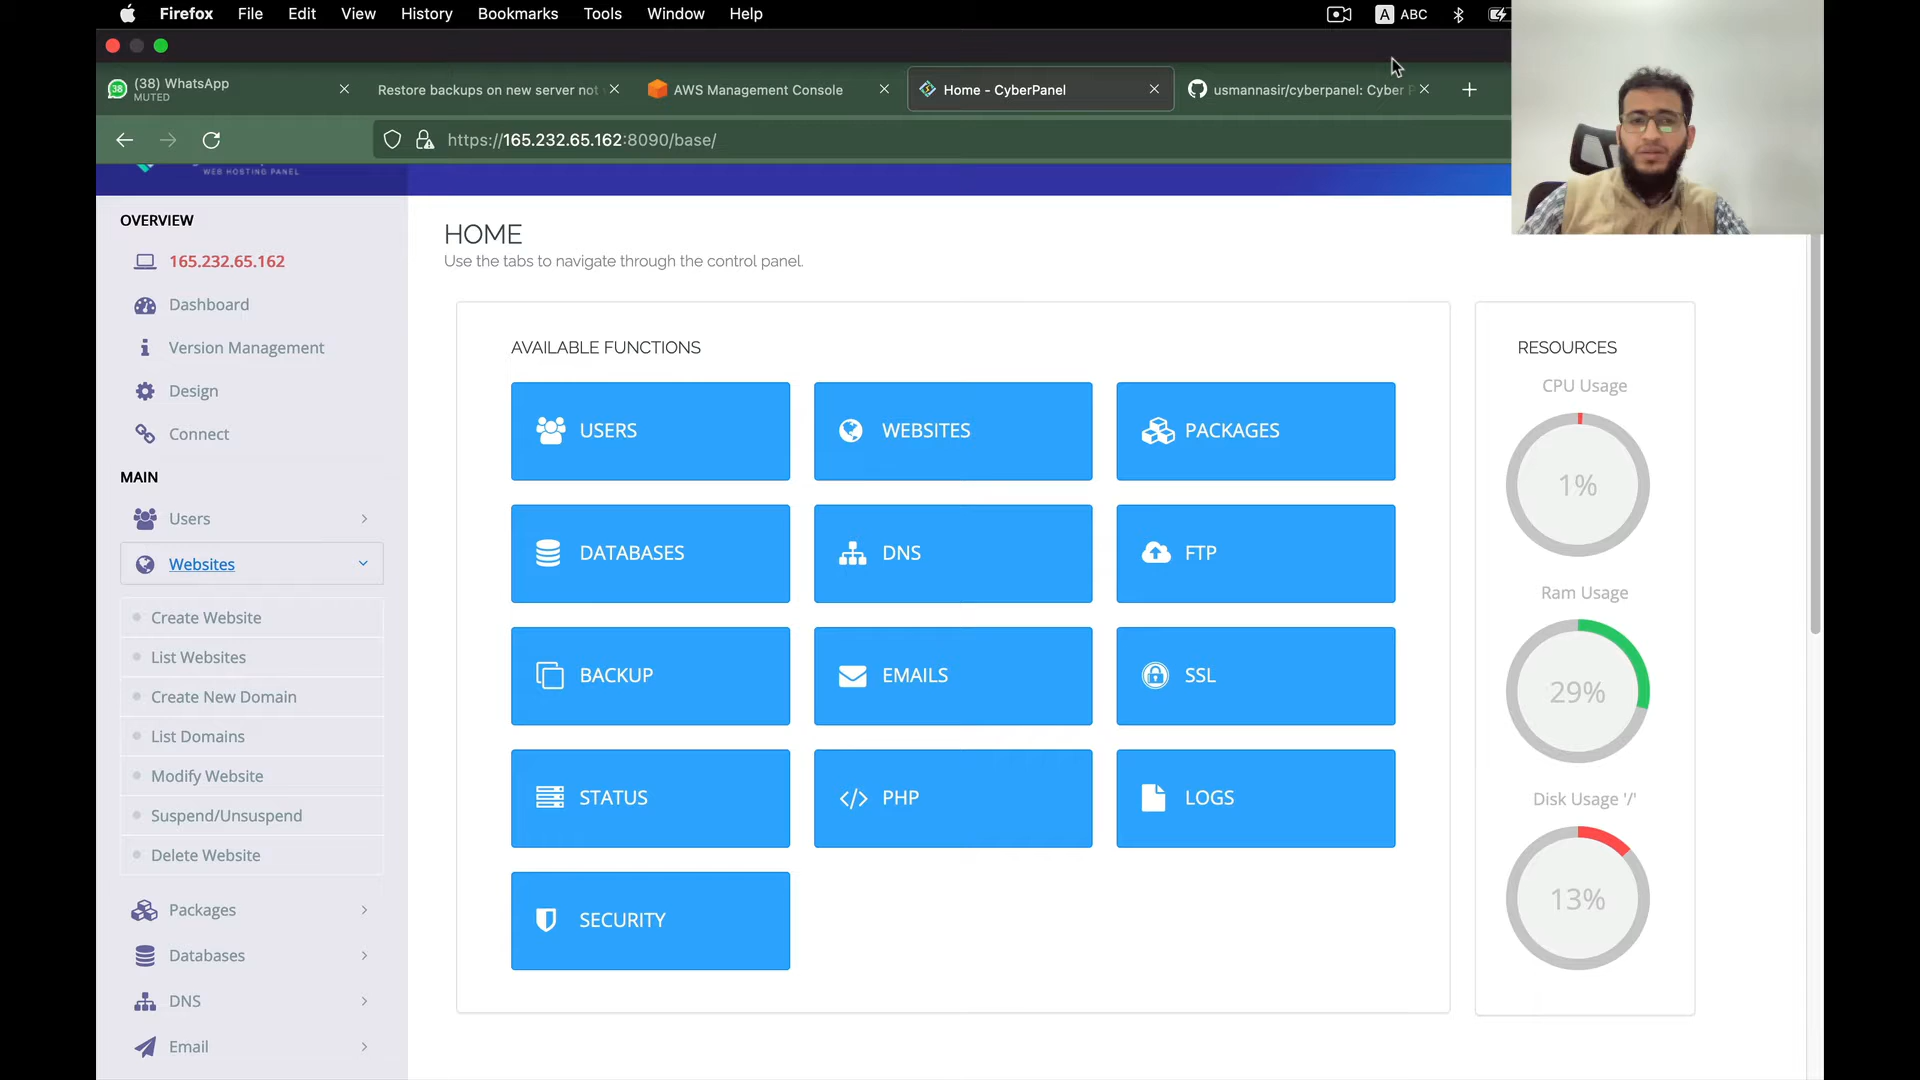 Firefox File Edit View History Bookmarks Tools Window Help
A ABC
38 (38) WhatsApp
MUTED
Restore backups on new server not
AWS Management Console
Home - CyberPanel
usmannasir/cyberpanel: Cyber P
https://165.232.65.162:8090/base/
WEB HOSTING PANEL
OVERVIEW
165.232.65.162
Dashboard
Version Management
Design
Connect
MAIN
Users
Websites
Create Website
List Websites
Create New Domain
List Domains
Modify Website
Suspend/Unsuspend
Delete Website
Packages
Databases
DNS
Email
HOME
Use the tabs to navigate through the control panel.
AVAILABLE FUNCTIONS
USERS
WEBSITES
PACKAGES
DATABASES
DNS
FTP
BACKUP
EMAILS
SSL
STATUS
PHP
LOGS
SECURITY
RESOURCES
CPU Usage
1%
Ram Usage
29%
Disk Usage '/'
13%